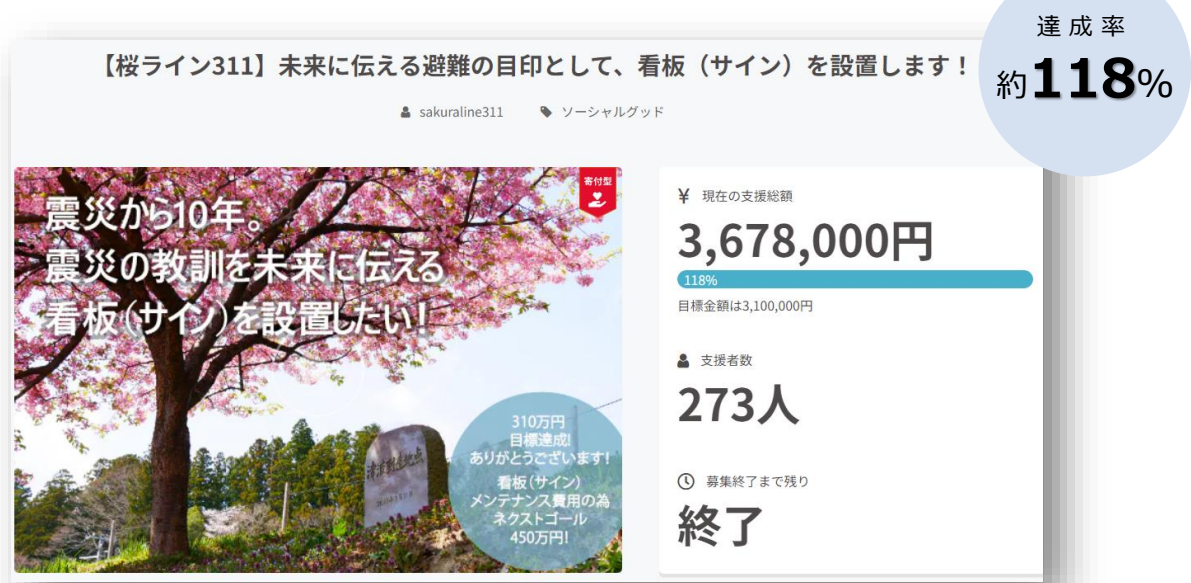 達成率
約118%
【桜ライン311】未来に伝える避難の目印として、看板（サイン）を設置します！
sakuraline311 ソーシャルグッド
寄付型
震災から10年。
震災の教訓を未来に伝える
看板(サイン)を設置したい!
310万円
目標達成!
ありがとうございます!
看板(サイン)
メンテナンス費用の為
ネクストゴール
450万円!
¥ 現在の支援総額
3,678,000円
118%
目標金額は3,100,000円
支援者数
273人
募集終了まで残り
終了